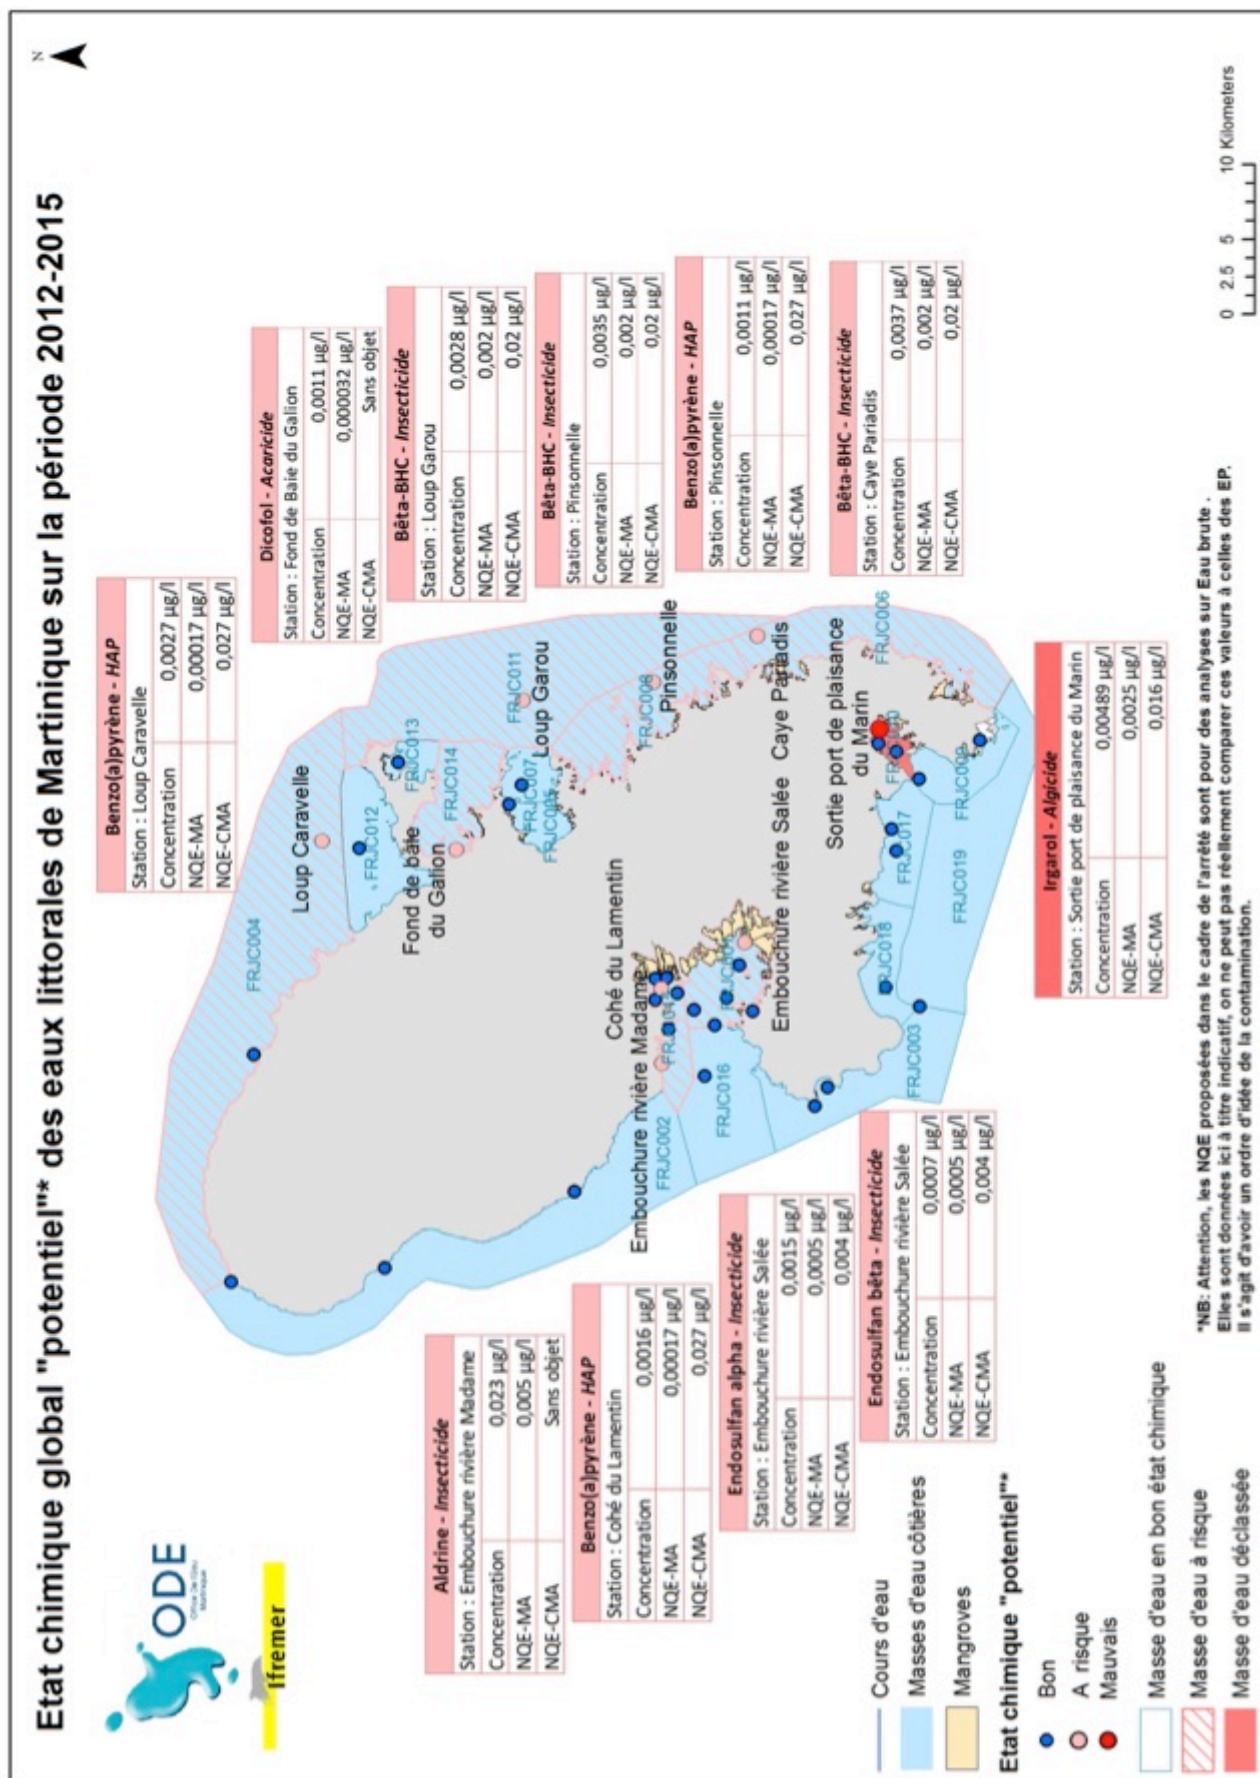 Etat chimique global "potentiel"* des eaux littorales de Martinique sur la période 2012-2015
N
ODE
Office De l'Eau
Martinique
Ifremer
Benzo(a)pyrène - HAP
Station : Loup Caravelle
Concentration 0,0027 µg/l
NQE-MA 0,00017 µg/l
NQE-CMA 0,027 µg/l
Dicofol - Acaricide
Station : Fond de Baie du Galion
Concentration 0,0011 µg/l
NQE-MA 0,000032 µg/l
NQE-CMA Sans objet
Bêta-BHC - Insecticide
Station : Loup Garou
Concentration 0,0028 µg/l
NQE-MA 0,002 µg/l
NQE-CMA 0,02 µg/l
Bêta-BHC - Insecticide
Station : Pinsonnelle
Concentration 0,0035 µg/l
NQE-MA 0,002 µg/l
NQE-CMA 0,02 µg/l
Benzo(a)pyrène - HAP
Station : Pinsonnelle
Concentration 0,0011 µg/l
NQE-MA 0,00017 µg/l
NQE-CMA 0,027 µg/l
Bêta-BHC - Insecticide
Station : Caye Pariadis
Concentration 0,0037 µg/l
NQE-MA 0,002 µg/l
NQE-CMA 0,02 µg/l
Irgarol - Algicide
Station : Sortie port de plaisance du Marin
Concentration 0,00489 µg/l
NQE-MA 0,0025 µg/l
NQE-CMA 0,016 µg/l
Aldrine - Insecticide
Station : Embouchure rivière Madame
Concentration 0,023 µg/l
NQE-MA 0,005 µg/l
NQE-CMA Sans objet
Benzo(a)pyrène - HAP
Station : Cohé du Lamentin
Concentration 0,0016 µg/l
NQE-MA 0,00017 µg/l
NQE-CMA 0,027 µg/l
Endosulfan alpha - Insecticide
Station : Embouchure rivière Salée
Concentration 0,0015 µg/l
NQE-MA 0,0005 µg/l
NQE-CMA 0,004 µg/l
Endosulfan bêta - Insecticide
Station : Embouchure rivière Salée
Concentration 0,0007 µg/l
NQE-MA 0,0005 µg/l
NQE-CMA 0,004 µg/l
FRJC004
Loup Caravelle
FRJC012
FRJC013
Fond de baie
du Galion
FRJC014
FRJC011
Loup Garou
FRJC007
FRJC008
Pinsonnelle
Cohé du Lamentin
Embouchure rivière Madame
FRJC002
FRJC016
Embouchure rivière Salée
Caye Pariadis
Sortie port de plaisance
du Marin
FRJC006
FRJC017
FRJC018
FRJC009
FRJC019
FRJC003
Cours d'eau
Masses d'eau côtières
Mangroves
Etat chimique "potentiel"*
Bon
A risque
Mauvais
Masse d'eau en bon état chimique
Masse d'eau à risque
Masse d'eau déclassée
*NB: Attention, les NQE proposées dans le cadre de l'arrêté sont pour des analyses sur Eau brute .
Elles sont données ici à titre indicatif, on ne peut pas réellement comparer ces valeurs à celles des EP.
Il s'agit d'avoir un ordre d'idée de la contamination.
0 2.5 5 10 Kilometers